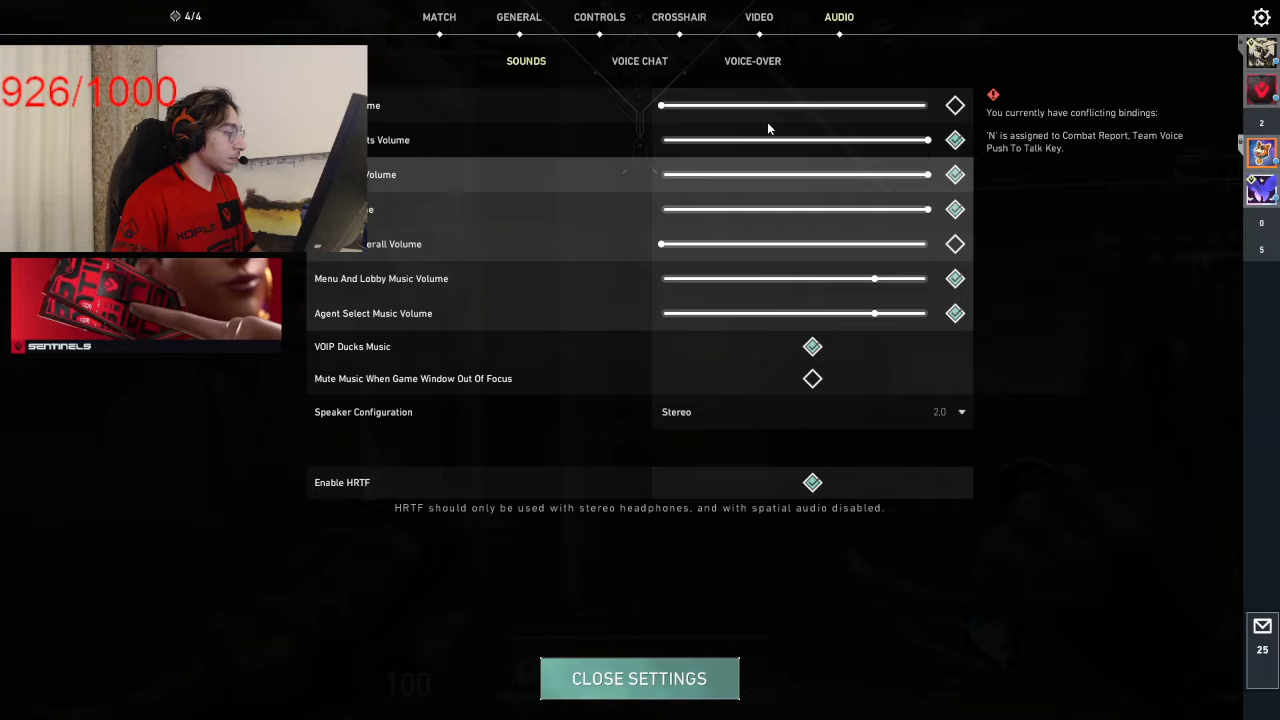 4/4
MATCH
GENERAL
CONTROLS
CROSSHAIR
VIDEO
AUDIO
SOUNDS
VOICE CHAT
VOICE-OVER
926/1000
me
ts Volume
Volume
e
erall Volume
Menu And Lobby Music Volume
Agent Select Music Volume
VOIP Ducks Music
Mute Music When Game Window Out Of Focus
Speaker Configuration
Stereo
2.0
Enable HRTF
HRTF should only be used with stereo headphones, and with spatial audio disabled.
You currently have conflicting bindings:
'N' is assigned to Combat Report, Team Voice
Push To Talk Key.
SENTINELS
2
0
5
25
100
CLOSE SETTINGS